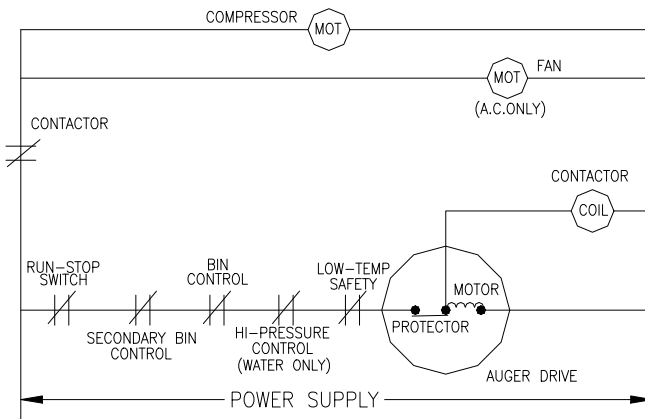 COMPRESSOR
MOT
MOT
FAN
(A.C.ONLY)
CONTACTOR
CONTACTOR
COIL
RUN-STOP
SWITCH
SECONDARY BIN
CONTROL
BIN
CONTROL
HI-PRESSURE
CONTROL
(WATER ONLY)
LOW-TEMP
SAFETY
MOTOR
PROTECTOR
AUGER DRIVE
POWER SUPPLY